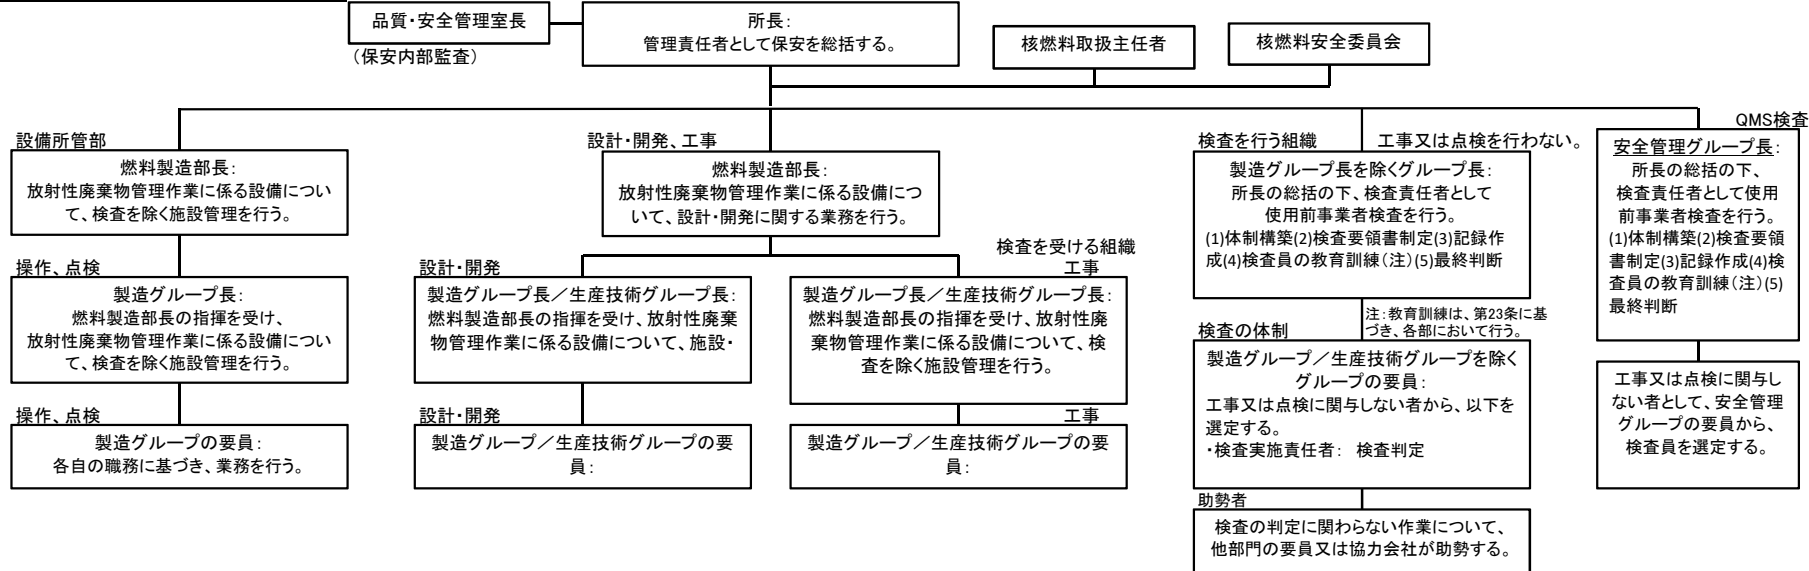 品質・安全管理室長
（保安内部監査）
所長：
管理責任者として保安を総括する。
核燃料取扱主任者
核燃料安全委員会
設備所管部
燃料製造部長：
放射性廃棄物管理作業に係る設備につい
て、検査を除く施設管理を行う。
操作、点検
製造グループ長：
燃料製造部長の指揮を受け、
放射性廃棄物管理作業に係る設備につい
て、検査を除く施設管理を行う。
操作、点検
製造グループの要員：
各自の職務に基づき、業務を行う。
設計・開発、工事
燃料製造部長：
放射性廃棄物管理作業に係る設備につ
いて、設計・開発に関する業務を行う。
設計・開発
製造グループ長／生産技術グループ長：
燃料製造部長の指揮を受け、放射性廃棄
物管理作業に係る設備について、施設・
設計・開発
製造グループ／生産技術グループの要
員：
検査を受ける組織
工事
製造グループ長／生産技術グループ長：
燃料製造部長の指揮を受け、放射性廃
棄物管理作業に係る設備について、検
査を除く施設管理を行う。
工事
製造グループ／生産技術グループの要
員：
検査を行う組織
工事又は点検を行わない。
製造グループ長を除くグループ長：
所長の総括の下、検査責任者として
使用前事業者検査を行う。
(1)体制構築(2)検査要領書制定(3)記録作
成(4)検査員の教育訓練（注）(5)最終判断
注：教育訓練は、第23条に基
づき、各部において行う。
検査の体制
製造グループ／生産技術グループを除く
グループの要員：
工事又は点検に関与しない者から、以下を
選定する。
・検査実施責任者： 検査判定
助勢者
検査の判定に関わらない作業について、
他部門の要員又は協力会社が助勢する。
QMS検査
安全管理グループ長：
所長の総括の下、
検査責任者として使用
前事業者検査を行う。
(1)体制構築(2)検査要領
書制定(3)記録作成(4)検
査員の教育訓練（注）(5)
最終判断
工事又は点検に関与し
ない者として、安全管理
グループの要員から、
検査員を選定する。